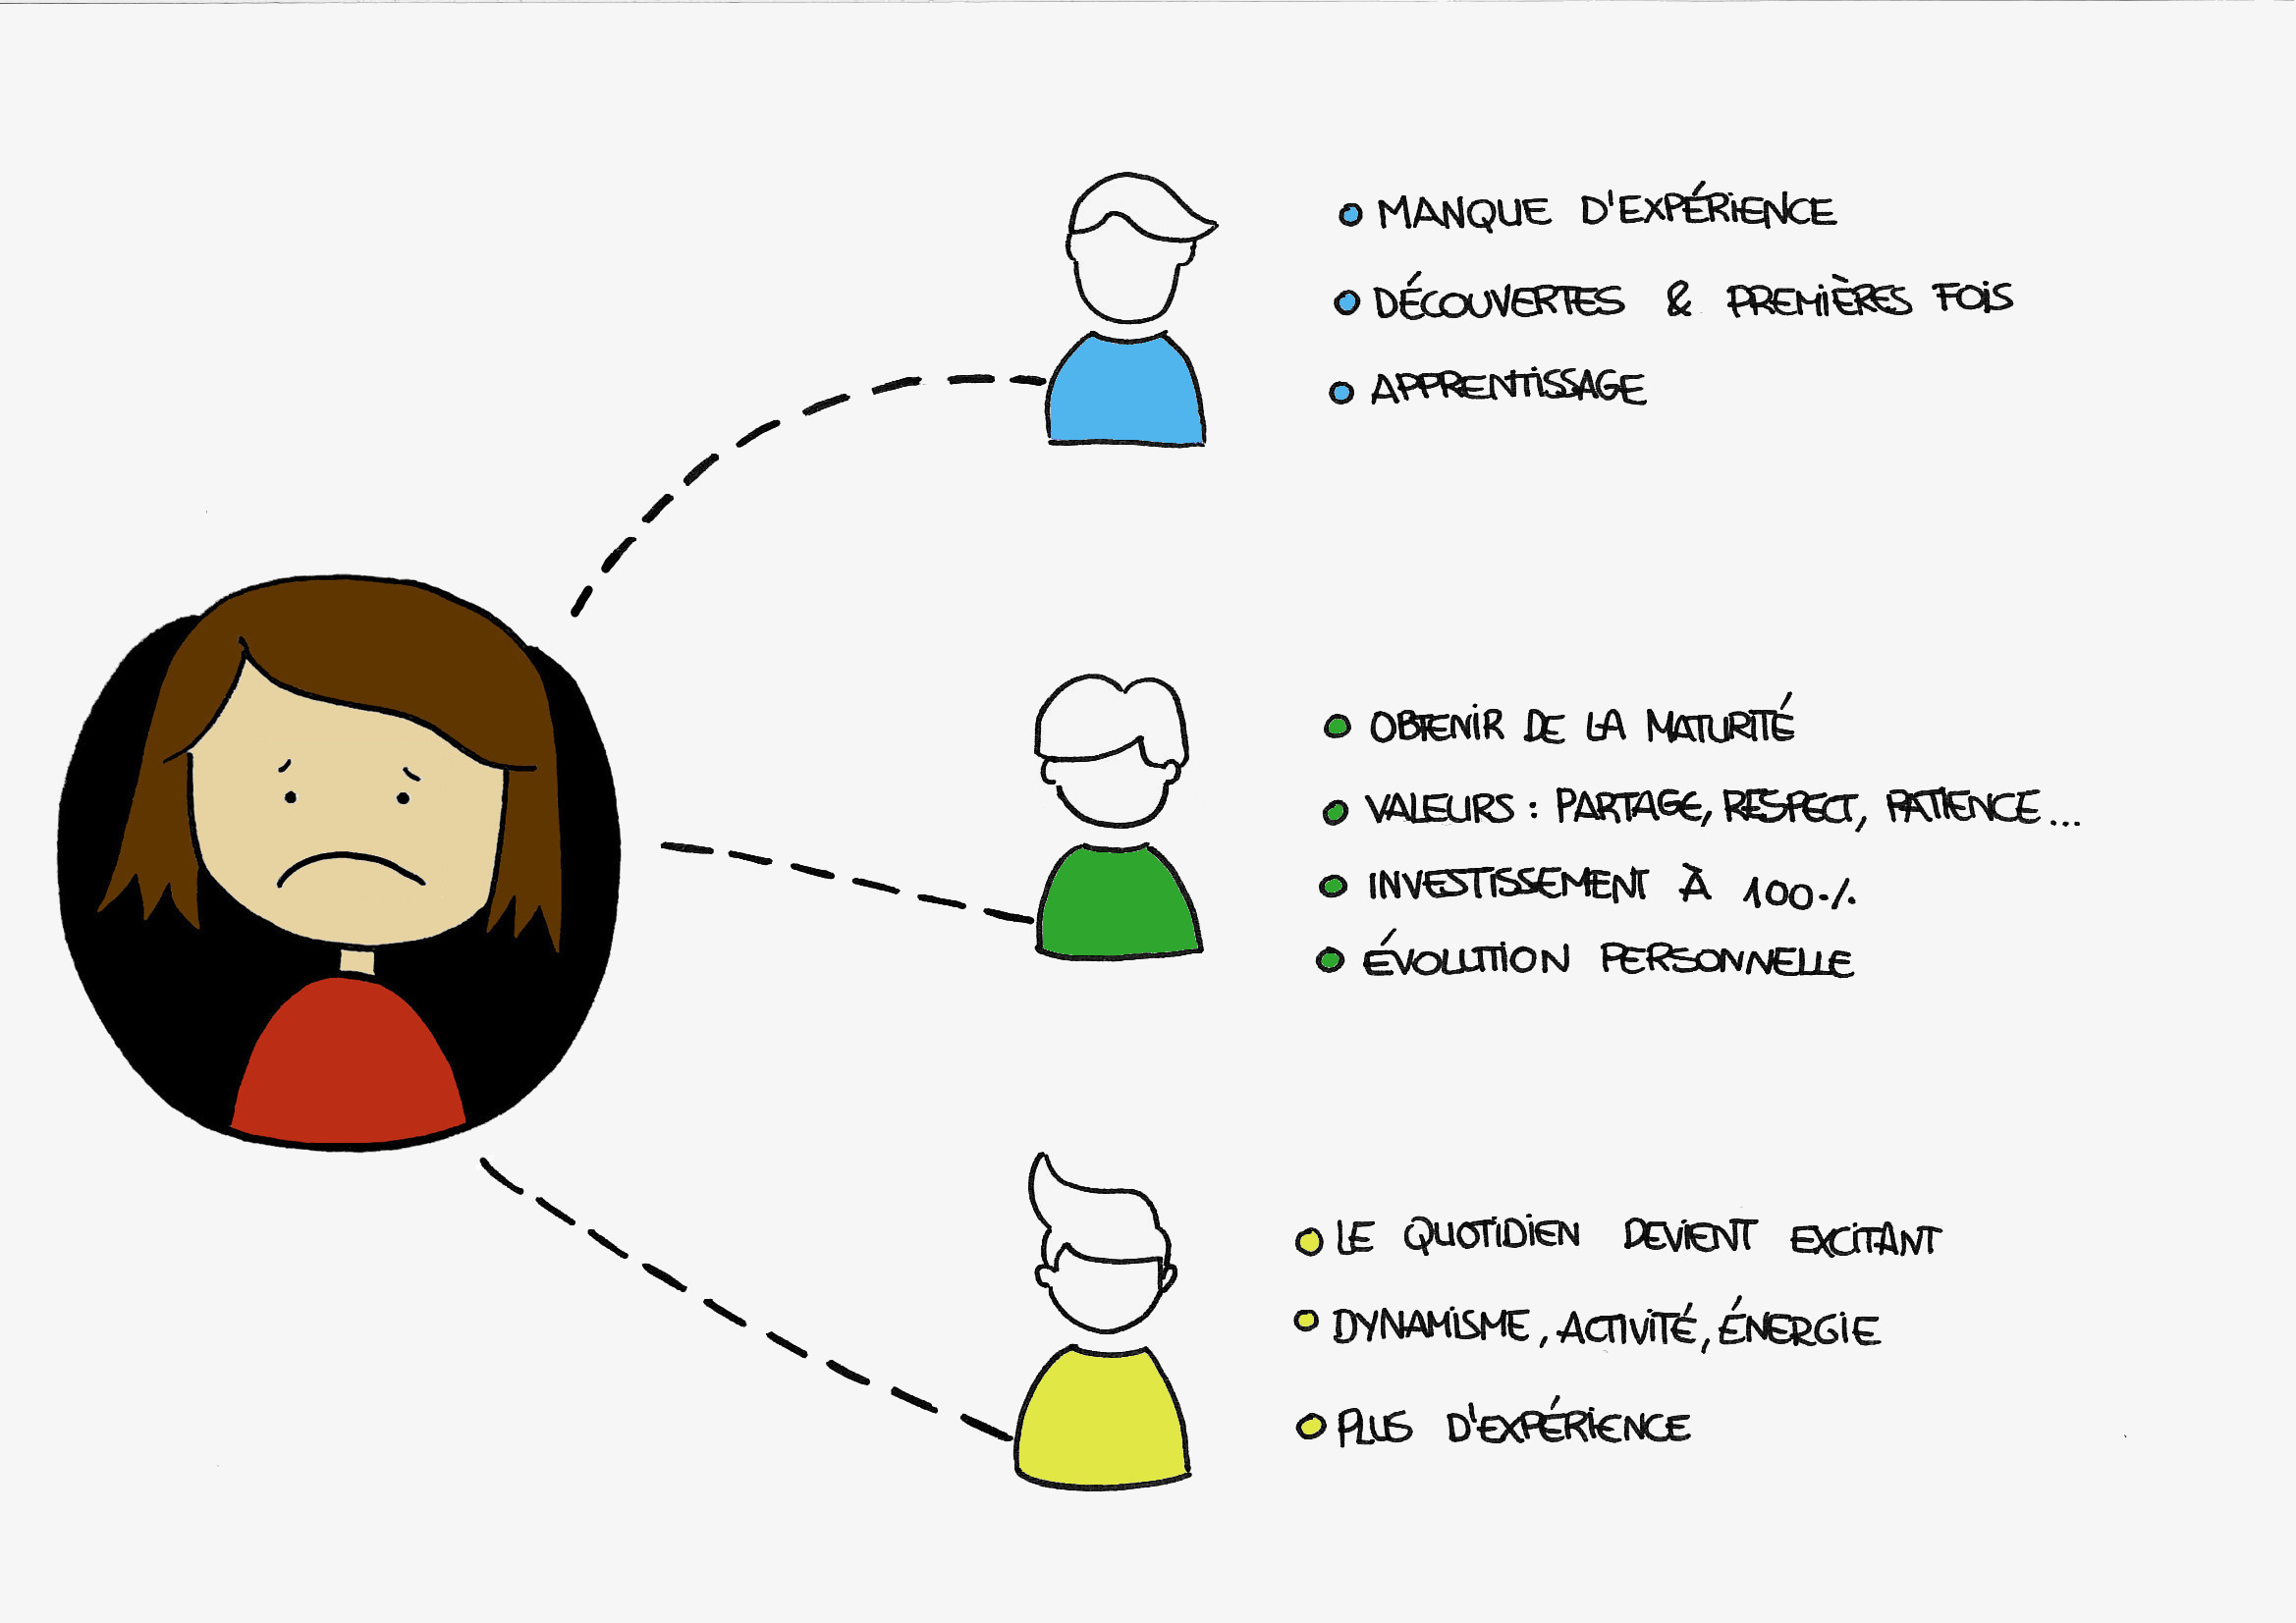 MANQUE D'EXPÉRIENCE
DÉCOUVERTES & PREMIÈRES FOIS
APPRENTISSAGE
OBTENIR DE LA MATURITÉ
VALEURS : PARTAGE, RESPECT, PATIENCE...
INVESTISSEMENT À 100%
ÉVOLUTION PERSONNELLE
LE QUOTIDIEN DEVIENT EXCITANT
DYNAMISME, ACTIVITÉ, ÉNERGIE
PLUS D'EXPÉRIENCE